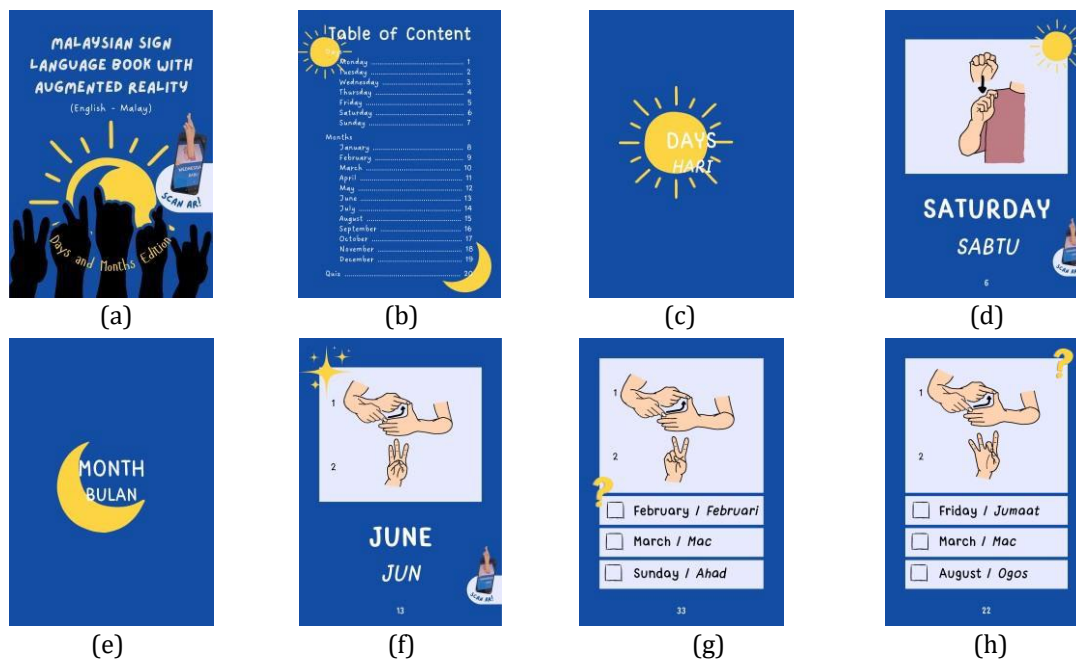 MALAYSIAN SIGN
LANGUAGE BOOK WITH
AUGMENTED REALITY
(English - Malay)
SCAN AR!
Days and Months Edition
(a)
Table of Content
Monday 1
Tuesday 2
Wednesday 3
Thursday 4
Friday 5
Saturday 6
Sunday 7
Months
January 8
February 9
March 10
April 11
May 12
June 13
July 14
August 15
September 16
October 17
November 18
December 19
Quiz 20
(b)
DAYS
HARI
(c)
SATURDAY
SABTU
SCAN AR!
6
(d)
MONTH
BULAN
(e)
1
2
JUNE
JUN
SCAN AR!
13
(f)
1
2
?
February / Februari
March / Mac
Sunday / Ahad
33
(g)
?
1
2
Friday / Jumaat
March / Mac
August / Ogos
22
(h)